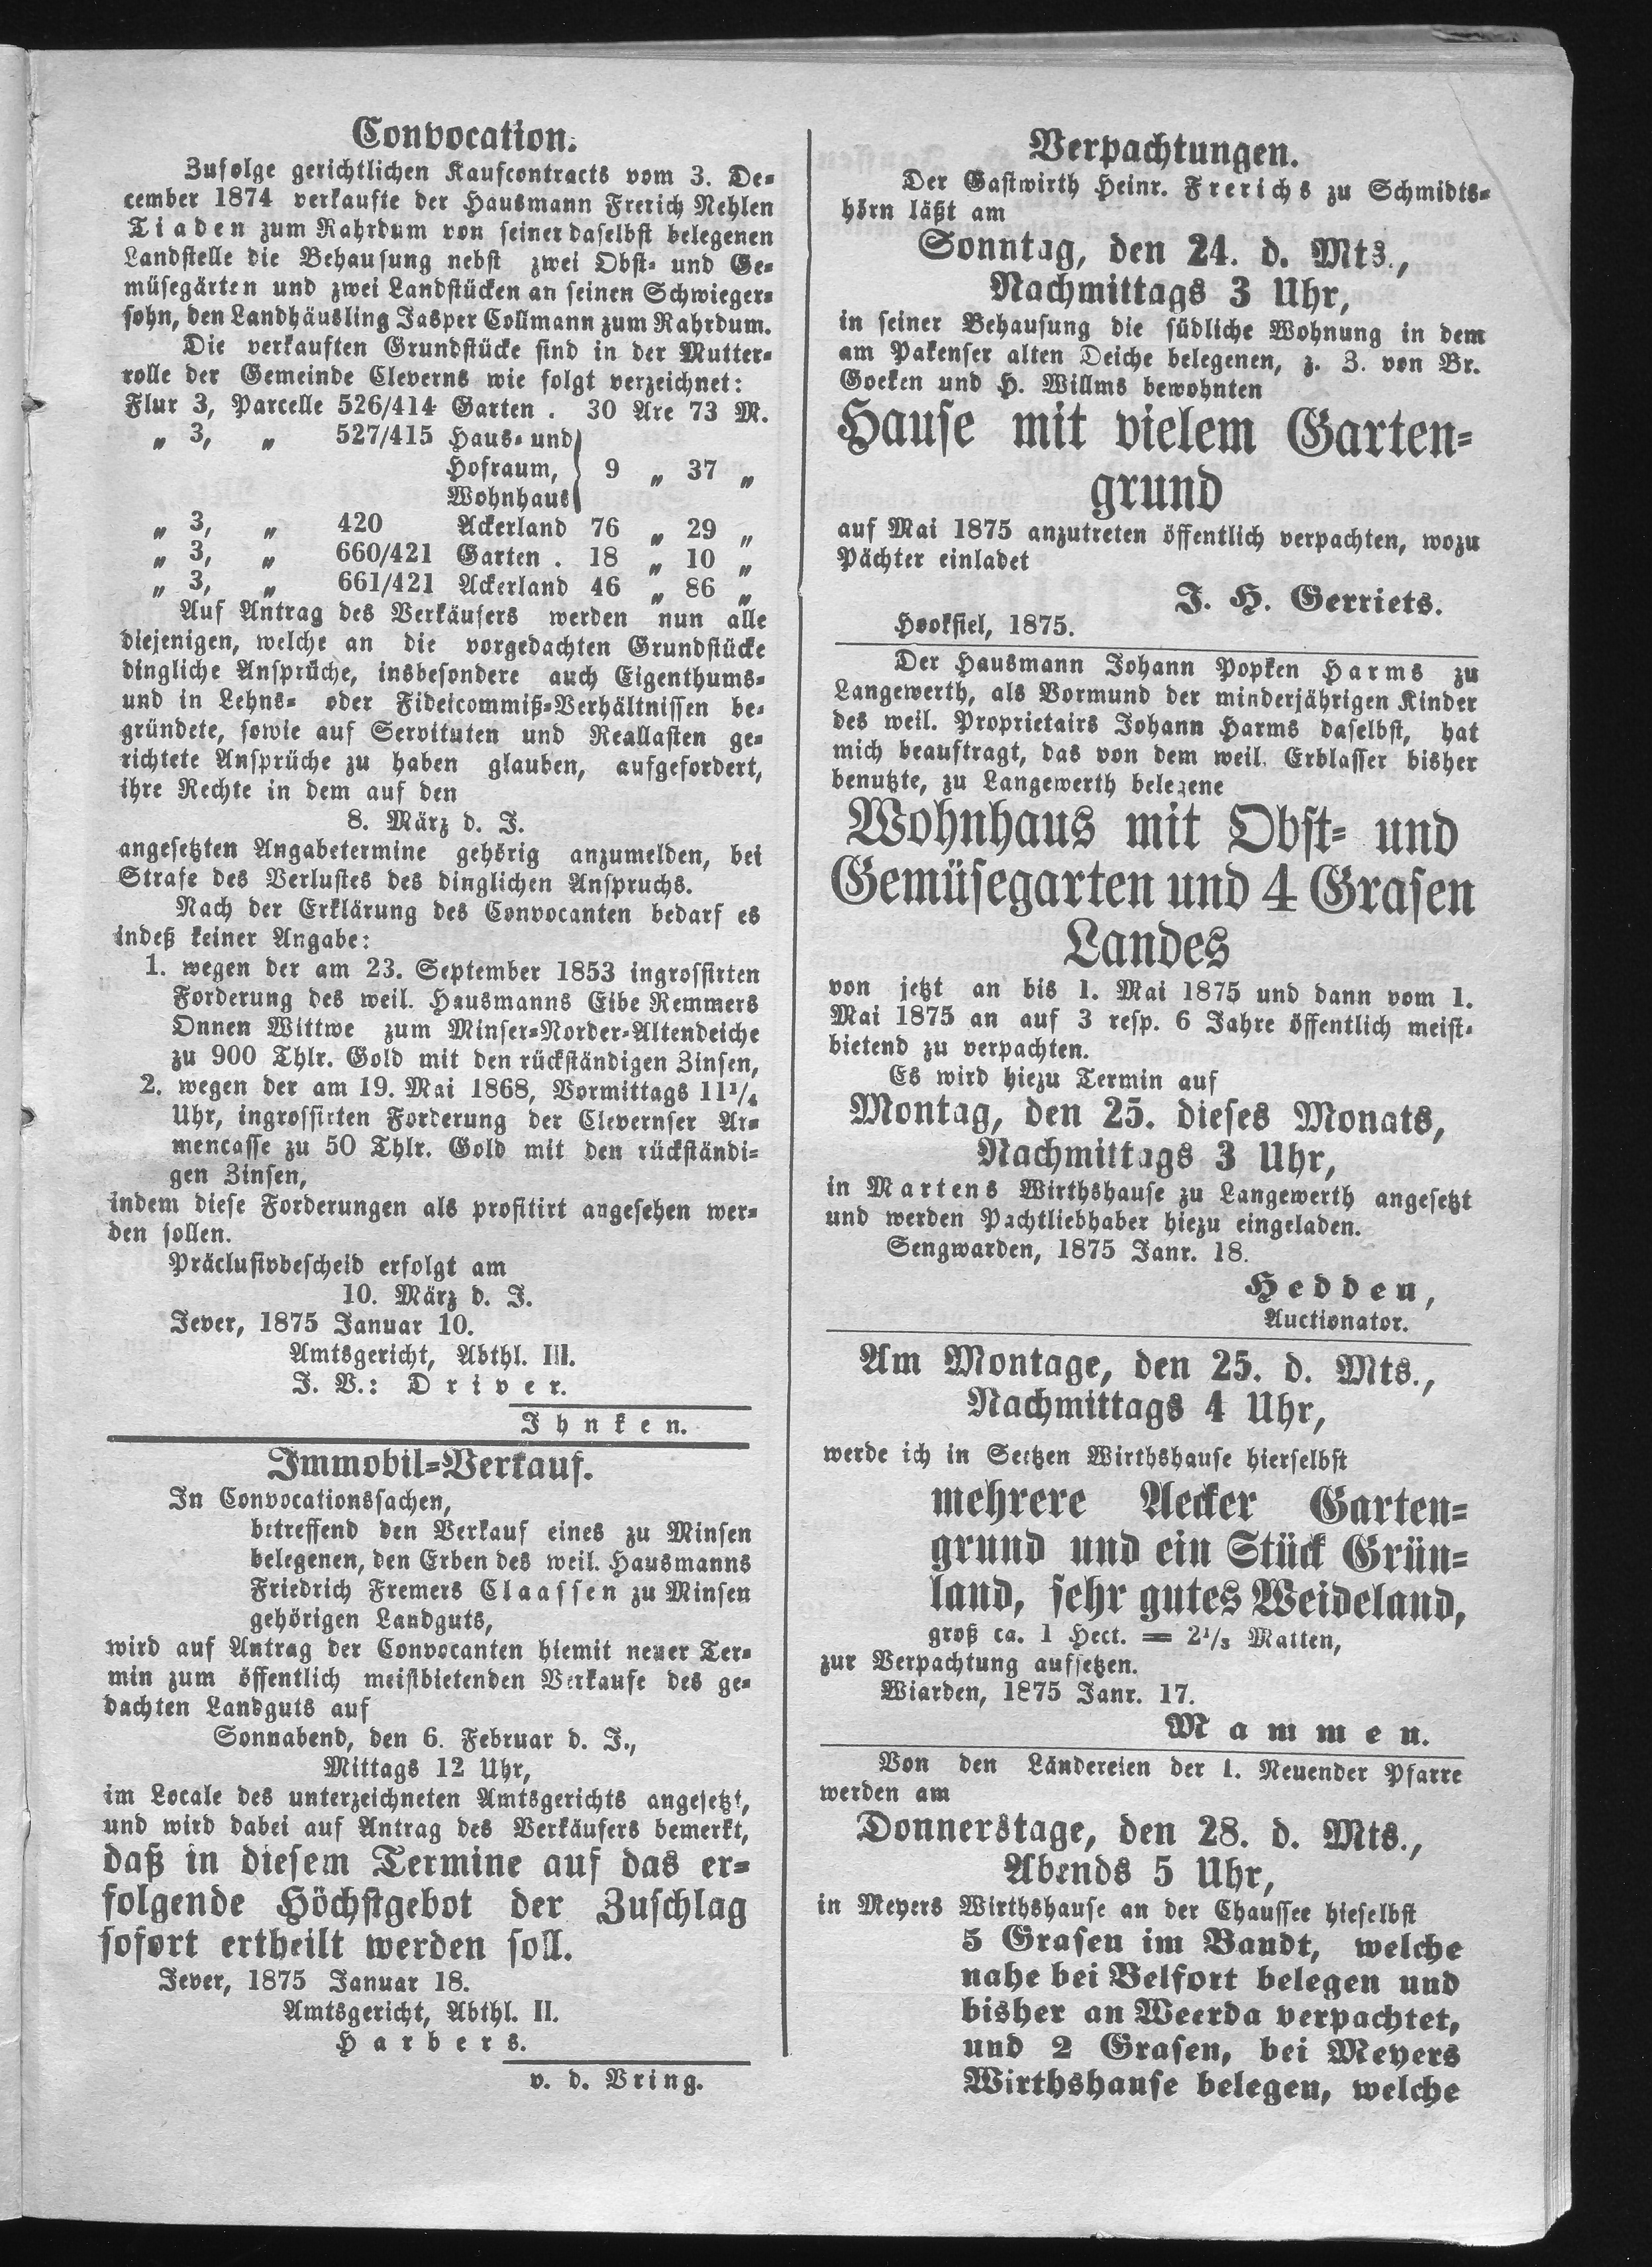 Convocation.
Zufolge gerichtlichen Kaufcontracts vom 3. De-
cember 1874 verkaufte der Hausmann Frerich Nehlen
Tiaden zum Rahrdum von seiner daselbst belegenen
Landstelle die Behausung nebst zwei Obst- und Ge-
müsegärten und zwei Landstücken an seinen Schwieger-
sohn, den Landhäusling Jasper Collmann zum Rahrdum.
Die verkauften Grundstücke sind in der Mutter-
rolle der Gemeinde Cleverns wie folgt verzeichnet:
Flur 3, Parcelle 526/414 Garten . 30 Are 73 M.
„ 3, „ 527/415 Haus- und
Hofraum, 9 „ 37 „
Wohnhaus
„ 3, „ 420 Ackerland 76 „ 29 „
„ 3, „ 660/421 Garten . 18 „ 10 „
„ 3, „ 661/421 Ackerland 46 „ 86 „
Auf Antrag des Verkäufers werden nun alle
diejenigen, welche an die vorgedachten Grundstücke
dingliche Ansprüche, insbesondere auch Eigenthums-
und in Lehns- oder Fideicommiß-Verhältnissen be-
gründete, sowie auf Servituten und Reallasten ge-
richtete Ansprüche zu haben glauben, aufgefordert,
ihre Rechte in dem auf den
8. März d. J.
angesetzten Angabetermine gehörig anzumelden, bei
Strafe des Verlustes des dinglichen Anspruchs.
Nach der Erklärung des Convocanten bedarf es
indeß keiner Angabe:
1. wegen der am 23. September 1853 ingrossirten
Forderung des weil. Hausmanns Eibe Remmers
Onnen Wittwe zum Minser-Norder-Altendeiche
zu 900 Thlr. Gold mit den rückständigen Zinsen,
2. wegen der am 19. Mai 1868, Vormittags 11¼
Uhr, ingrossirten Forderung der Clevernser Ar-
mencasse zu 50 Thlr. Gold mit den rückständi-
gen Zinsen,
indem diese Forderungen als profitirt angesehen wer-
den sollen.
Präclusivbescheid erfolgt am
10. März d. J.
Jever, 1875 Januar 10.
Amtsgericht, Abthl. III.
J. V.: Driver.
Ihnken.
Immobil-Verkauf.
In Convocationssachen,
betreffend den Verkauf eines zu Minsen
belegenen, den Erben des weil. Hausmanns
Friedrich Fremers Claassen zu Minsen
gehörigen Landguts,
wird auf Antrag der Convocanten hiemit neuer Ter-
min zum öffentlich meistbietenden Verkaufe des ge-
dachten Landguts auf
Sonnabend, den 6. Februar d. J.,
Mittags 12 Uhr,
im Locale des unterzeichneten Amtsgerichts angesetzt,
und wird dabei auf Antrag des Verkäufers bemerkt,
daß in diesem Termine auf das er-
folgende Höchstgebot der Zuschlag
sofort ertheilt werden soll.
Jever, 1875 Januar 18.
Amtsgericht, Abthl. II.
Harbers.
v. d. Vring.
Verpachtungen.
Der Gastwirth Heinr. Frerichs zu Schmidts-
hörn läßt am
Sonntag, den 24. d. Mts.,
Nachmittags 3 Uhr,
in seiner Behausung die südliche Wohnung in dem
am Pakenser alten Deiche belegenen, z. Z. von Br.
Goeken und H. Willms bewohnten
Hause mit vielem Garten-
grund
auf Mai 1875 anzutreten öffentlich verpachten, wozu
Pächter einladet
J. H. Gerriets.
Hooksiel, 1875.
Der Hausmann Johann Popken Harms zu
Langewerth, als Vormund der minderjährigen Kinder
des weil. Proprietairs Johann Harms daselbst, hat
mich beauftragt, das von dem weil. Erblasser bisher
benutzte, zu Langewerth belegene
Wohnhaus mit Obst- und
Gemüsegarten und 4 Grasen
Landes
von jetzt an bis 1. Mai 1875 und dann vom 1.
Mai 1875 an auf 3 resp. 6 Jahre öffentlich meist-
bietend zu verpachten.
Es wird hiezu Termin auf
Montag, den 25. dieses Monats,
Nachmittags 3 Uhr,
in Martens Wirthshause zu Langewerth angesetzt
und werden Pachtliebhaber hiezu eingeladen.
Sengwarden, 1875 Janr. 18.
Hedden,
Auctionator.
Am Montage, den 25. d. Mts.,
Nachmittags 4 Uhr,
werde ich in Seetzen Wirthshause hierselbst
mehrere Aecker Garten-
grund und ein Stück Grün-
land, sehr gutes Weideland,
groß ca. 1 Hect. = 2⅓ Matten,
zur Verpachtung aufsetzen.
Wiarden, 1875 Janr. 17.
Mammen.
Von den Ländereien der 1. Neuender Pfarre
werden am
Donnerstage, den 28. d. Mts.,
Abends 5 Uhr,
in Meyers Wirthshause an der Chaussee hieselbst
5 Grasen im Bandt, welche
nahe bei Belfort belegen und
bisher an Weerda verpachtet,
und 2 Grasen, bei Meyers
Wirthshause belegen, welche